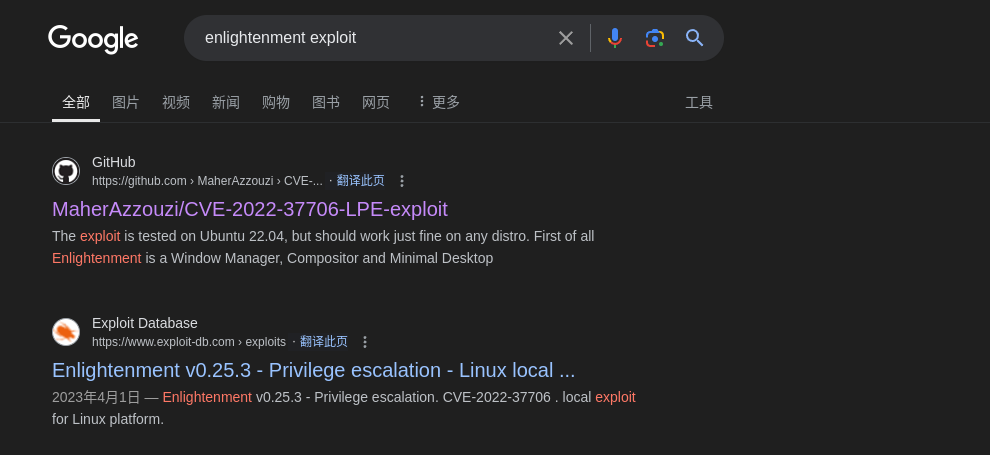 Google
enlightenment exploit
全部 图片 视频 新闻 购物 图书 网页 更多 工具
GitHub
https://github.com › MaherAzzouzi › CVE-... · 翻译此页
MaherAzzouzi/CVE-2022-37706-LPE-exploit
The exploit is tested on Ubuntu 22.04, but should work just fine on any distro. First of all
Enlightenment is a Window Manager, Compositor and Minimal Desktop
Exploit Database
https://www.exploit-db.com › exploits · 翻译此页
Enlightenment v0.25.3 - Privilege escalation - Linux local ...
2023年4月1日 — Enlightenment v0.25.3 - Privilege escalation. CVE-2022-37706 . local exploit
for Linux platform.